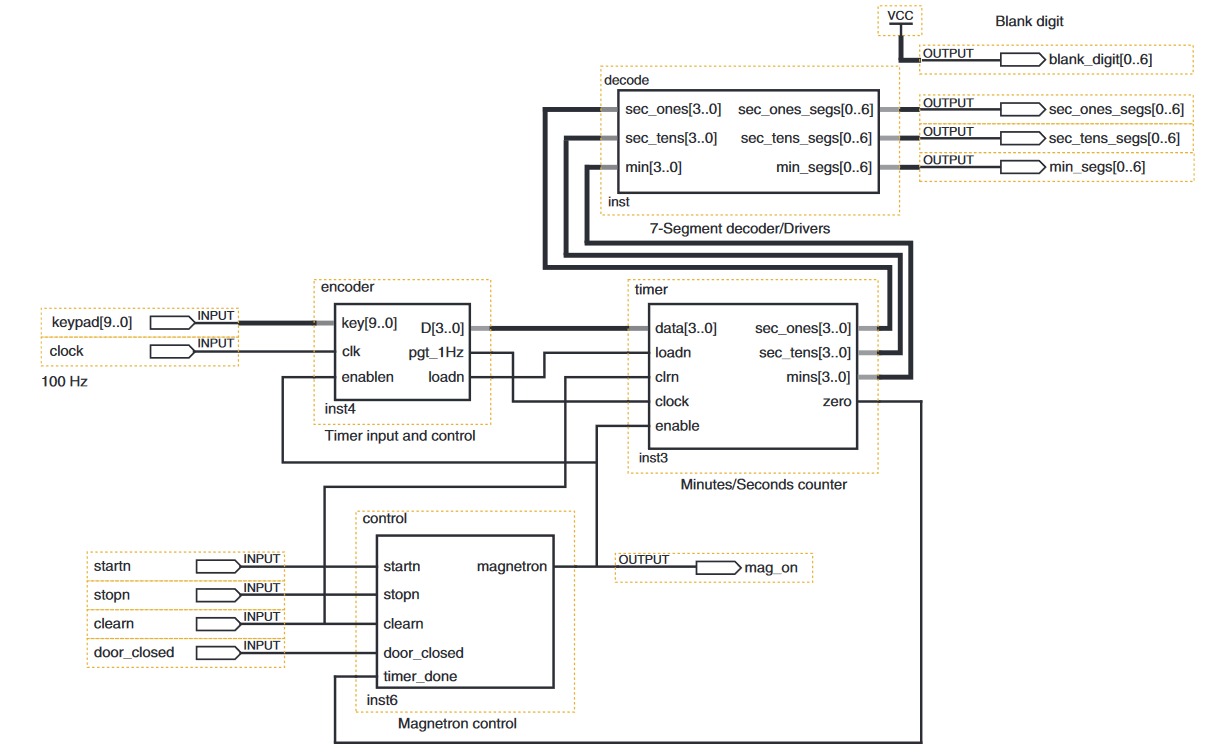 VCC
Blank digit
OUTPUT
blank_digit[0..6]
decode
sec_ones[3..0] sec_ones_segs[0..6]
sec_tens[3..0] sec_tens_segs[0..6]
min[3..0] min_segs[0..6]
inst
OUTPUT
sec_ones_segs[0..6]
OUTPUT
sec_tens_segs[0..6]
OUTPUT
min_segs[0..6]
7-Segment decoder/Drivers
keypad[9..0] INPUT
clock INPUT
100 Hz
encoder
key[9..0] D[3..0]
clk pgt_1Hz
enablen loadn
inst4
Timer input and control
timer
data[3..0] sec_ones[3..0]
loadn sec_tens[3..0]
clrn mins[3..0]
clock zero
enable
inst3
Minutes/Seconds counter
startn INPUT
stopn INPUT
clearn INPUT
door_closed INPUT
control
startn magnetron
stopn
clearn
door_closed
timer_done
inst6
Magnetron control
OUTPUT
mag_on